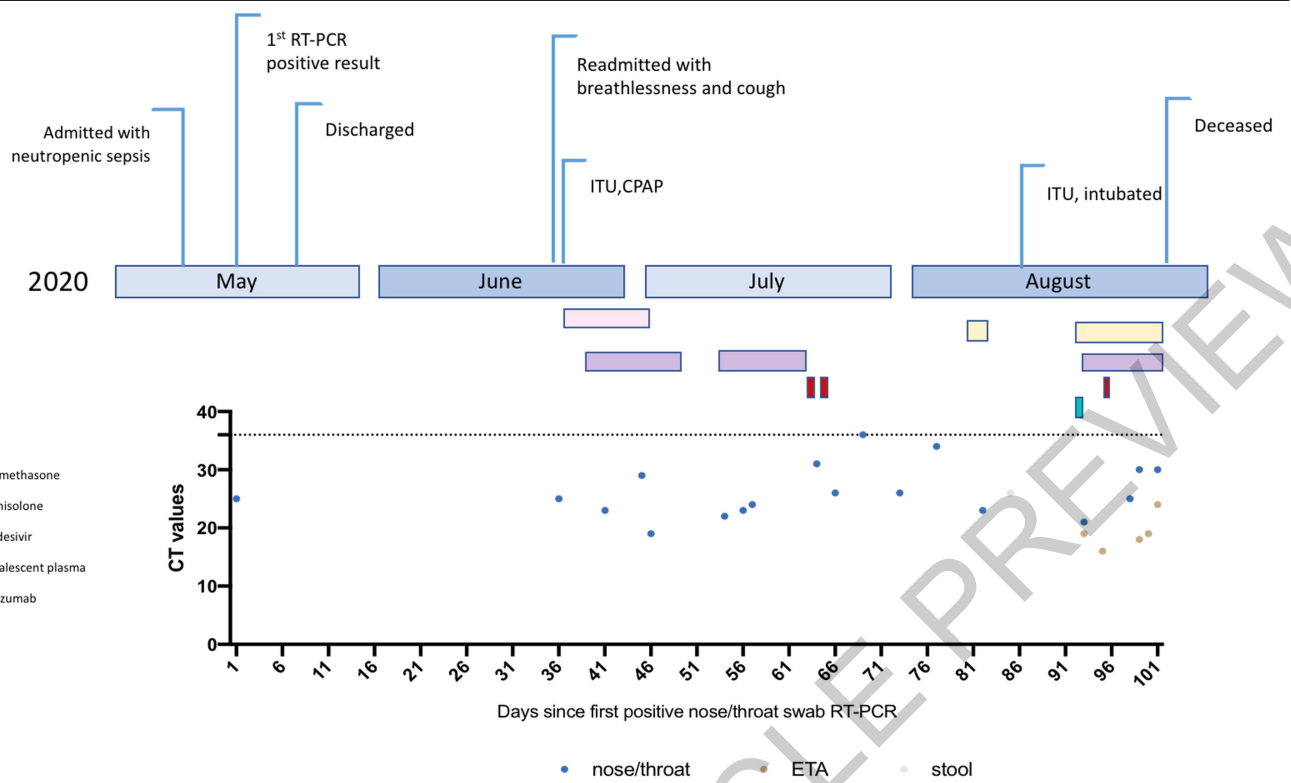 1st RT-PCR
positive result
Readmitted with
breathlessness and cough
Admitted with
neutropenic sepsis
Discharged
Deceased
ITU,CPAP
ITU, intubated
2020
May
June
July
August
methasone
nisolone
desivir
alescent plasma
zumab
CT values
40
30
20
10
0
1
6
11
16
21
26
31
36
41
46
51
56
61
66
71
76
81
86
91
96
101
Days since first positive nose/throat swab RT-PCR
nose/throat
ETA
stool
CLE PREVIEW